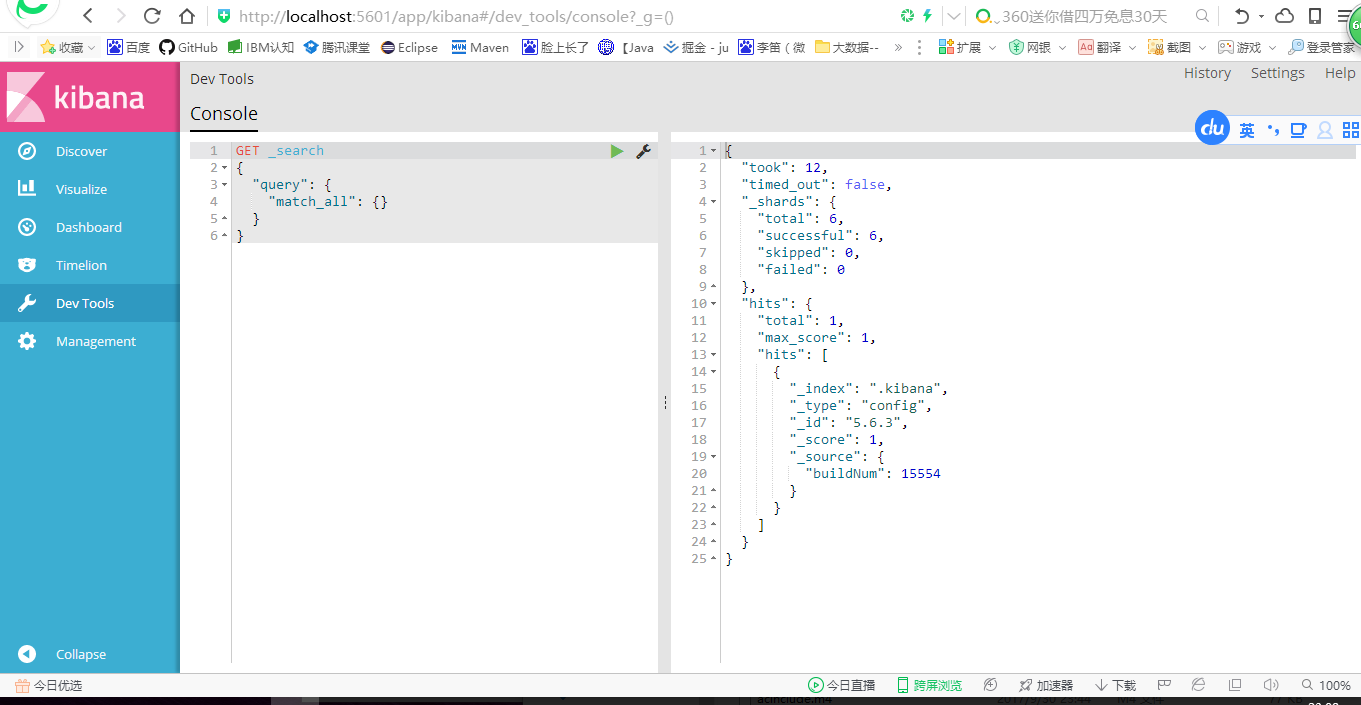 http://localhost:5601/app/kibana#/dev_tools/console?_g=()
360送你借四万免息30天
收藏 百度 GitHub IBM认知 腾讯课堂 Eclipse Maven 脸上长了 【Java 掘金 - ju 李笛（微 大数据-- » 扩展 网银 翻译 截图 游戏 登录管家
kibana
Discover
Visualize
Dashboard
Timelion
Dev Tools
Management
Collapse
Dev Tools
History Settings Help
Console
du 英
1 GET _search
2 {
3 "query": {
4 "match_all": {}
5 }
6 }
1 {
2 "took": 12,
3 "timed_out": false,
4 "_shards": {
5 "total": 6,
6 "successful": 6,
7 "skipped": 0,
8 "failed": 0
9 },
10 "hits": {
11 "total": 1,
12 "max_score": 1,
13 "hits": [
14 {
15 "_index": ".kibana",
16 "_type": "config",
17 "_id": "5.6.3",
18 "_score": 1,
19 "_source": {
20 "buildNum": 15554
21 }
22 }
23 ]
24 }
25 }
今日优选
今日直播 跨屏浏览 加速器 下载 100%